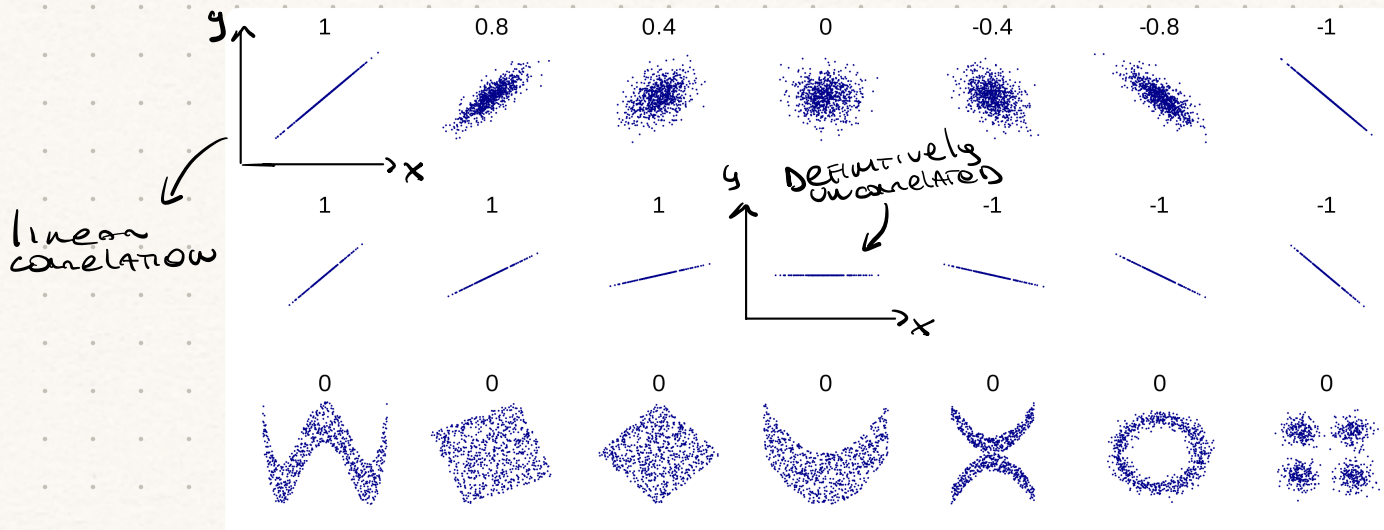 y
1 0.8 0.4 0 -0.4 -0.8 -1
x
linear
correlation
y
Definitively
uncorrelated
1 1 1 -1 -1 -1
x
0 0 0 0 0 0 0